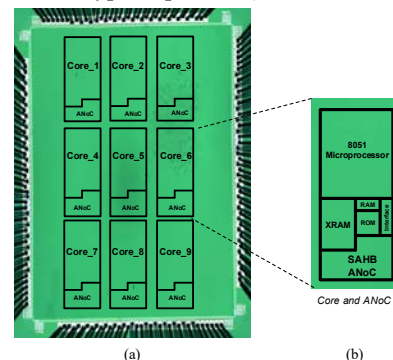 Core_1 Core_2 Core_3
ANoC ANoC ANoC
Core_4 Core_5 Core_6
ANoC ANoC ANoC
Core_7 Core_8 Core_9
ANoC ANoC ANoC
(a)
8051
Microprocessor
XRAM
RAM
ROM
Interface
SAHB
ANoC
Core and ANoC
(b)